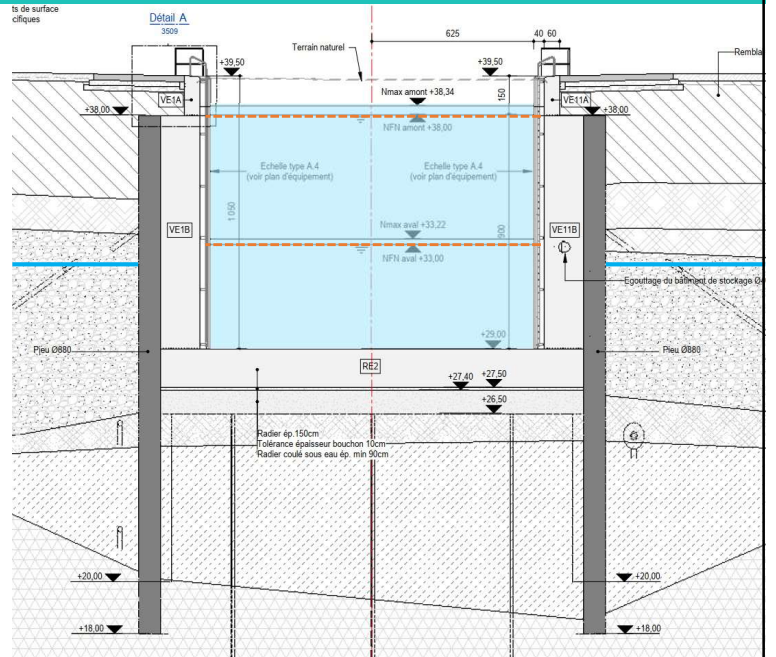 ts de surface
cifiques
Détail A
3509
625
40
60
Terrain naturel
Rembla
+39,50
+39,50
Nmax amont +38,34
150
VE1A
VE11A
+38,00
+38,00
NFN amont +38,00
Echelle type A.4
(voir plan d'équipement)
Echelle type A.4
(voir plan d'équipement)
1 050
900
Nmax aval +33,22
VE1B
VE11B
NFN aval +33,00
Egouttage du bâtiment de stockage
+29.00
Pieu Ø880
Pieu Ø880
RE2
+27,40
+27,50
+26,50
Radier ép.150cm
Tolérance épaisseur bouchon 10cm
Radier coulé sous eau ép. min 90cm
+20,00
+20,00
+18,00
+18,00